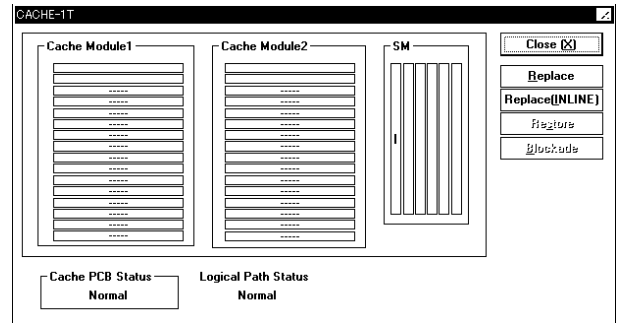 CACHE-1T
Cache Module1
-----
-----
-----
-----
-----
-----
-----
-----
-----
-----
-----
-----
-----
-----
Cache Module2
-----
-----
-----
-----
-----
-----
-----
-----
-----
-----
-----
-----
-----
-----
SM
Close (X)
Replace
Replace(INLINE)
Restore
Blockade
Cache PCB Status
Normal
Logical Path Status
Normal